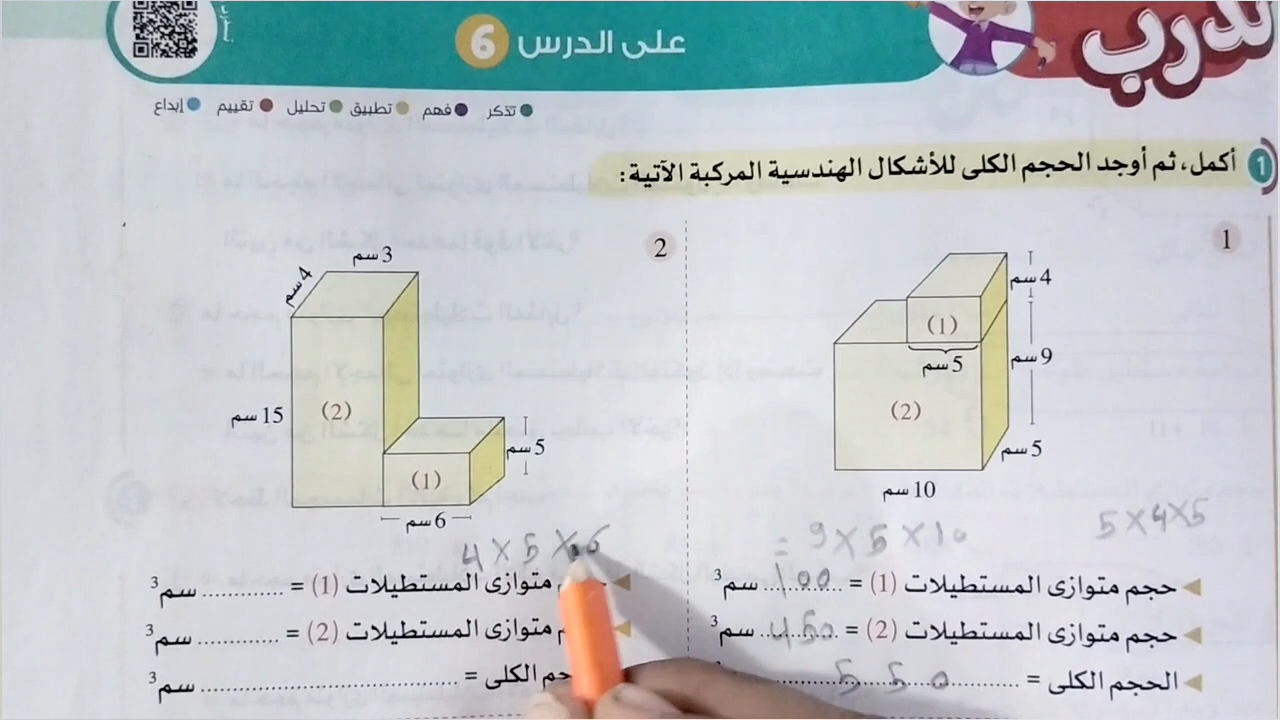 تدرب
على الدرس 6
تذكر فهم تطبيق تحليل تقييم إبداع
1 أكمل، ثم أوجد الحجم الكلى للأشكال الهندسية المركبة الآتية:
1
4 سم
(1)
5 سم
9 سم
(2)
5 سم
10 سم
5 × 4 × 5
= 9 × 5 × 10
حجم متوازى المستطيلات (1) = 100 سم³
حجم متوازى المستطيلات (2) = 450 سم³
الحجم الكلى = 550
2
3 سم
4 سم
15 سم
(2)
5 سم
(1)
6 سم
4 × 5 × 6
متوازى المستطيلات (1) = ............ سم³
متوازى المستطيلات (2) = ............ سم³
الكلى = ............ سم³